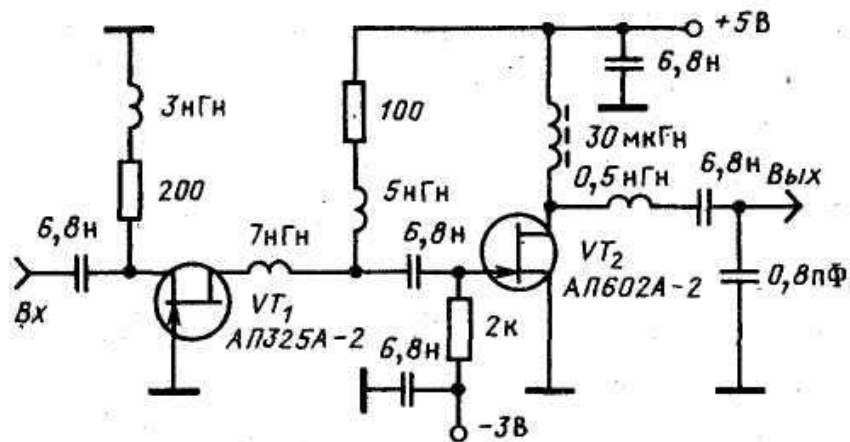 +5В
6,8н
3нГн
100
30мкГн
200
5нГн
0,5нГн
6,8н
Вых
6,8н
7нГн
6,8н
VT2
АП602А-2
0,8пФ
Вх
VT1
АП325А-2
2к
6,8н
-3В